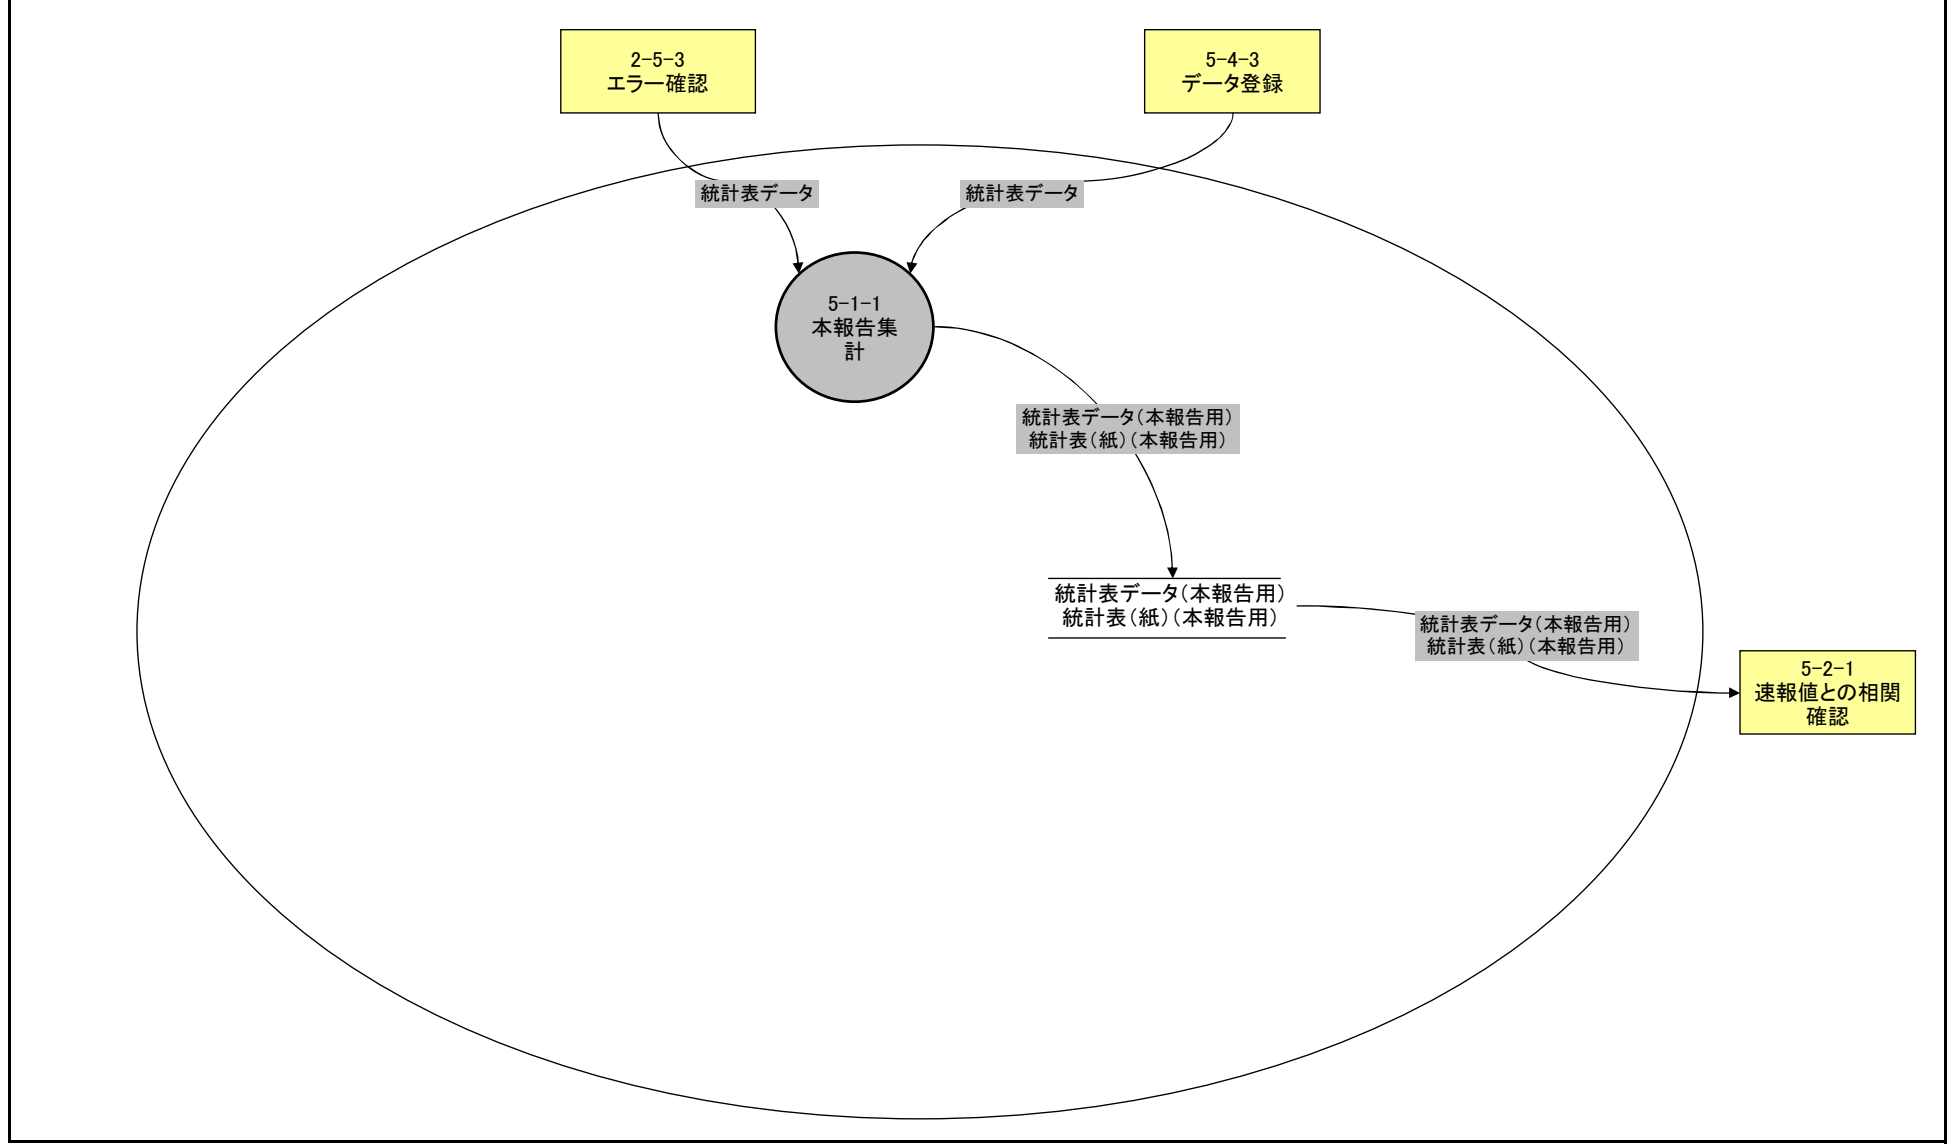 2-5-3
エラー確認
5-4-3
データ登録
統計表データ
統計表データ
5-1-1
本報告集
計
統計表データ(本報告用)
統計表(紙)(本報告用)
統計表データ(本報告用)
統計表(紙)(本報告用)
統計表データ(本報告用)
統計表(紙)(本報告用)
5-2-1
速報値との相関
確認